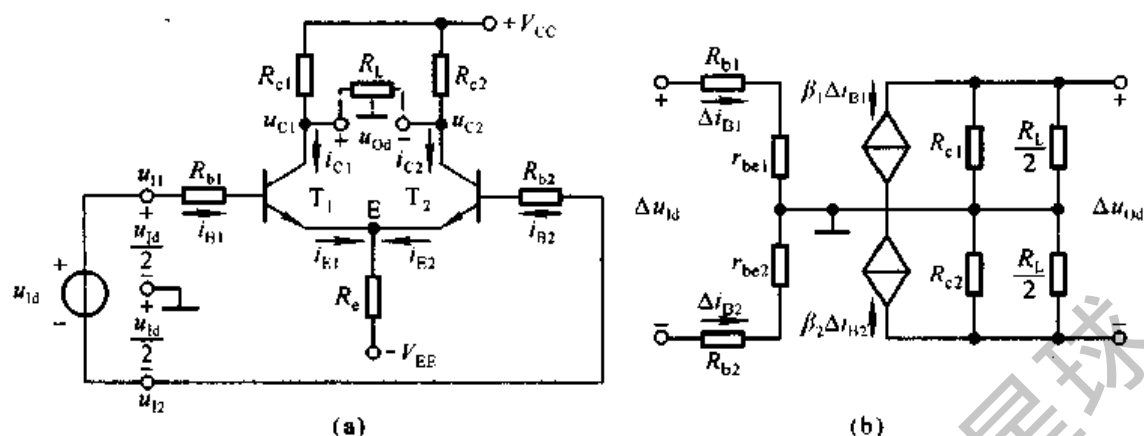 +V_CC
R_c1
R_L
R_c2
u_C1
+
u_Od
−
u_C2
i_C1
i_C2
u_I1
R_b1
T_1
T_2
R_b2
+
i_B1
E
i_B2
u_Id/2
i_E1
i_E2
+
u_Id
−
−
+
R_e
u_Id/2
−
−V_EE
u_I2
(a)
R_b1
+
Δi_B1
β_1Δi_B1
+
r_be1
R_c1
R_L/2
Δu_Id
Δu_Od
r_be2
R_c2
R_L/2
−
Δi_B2
β_2Δi_B2
−
R_b2
(b)
星球